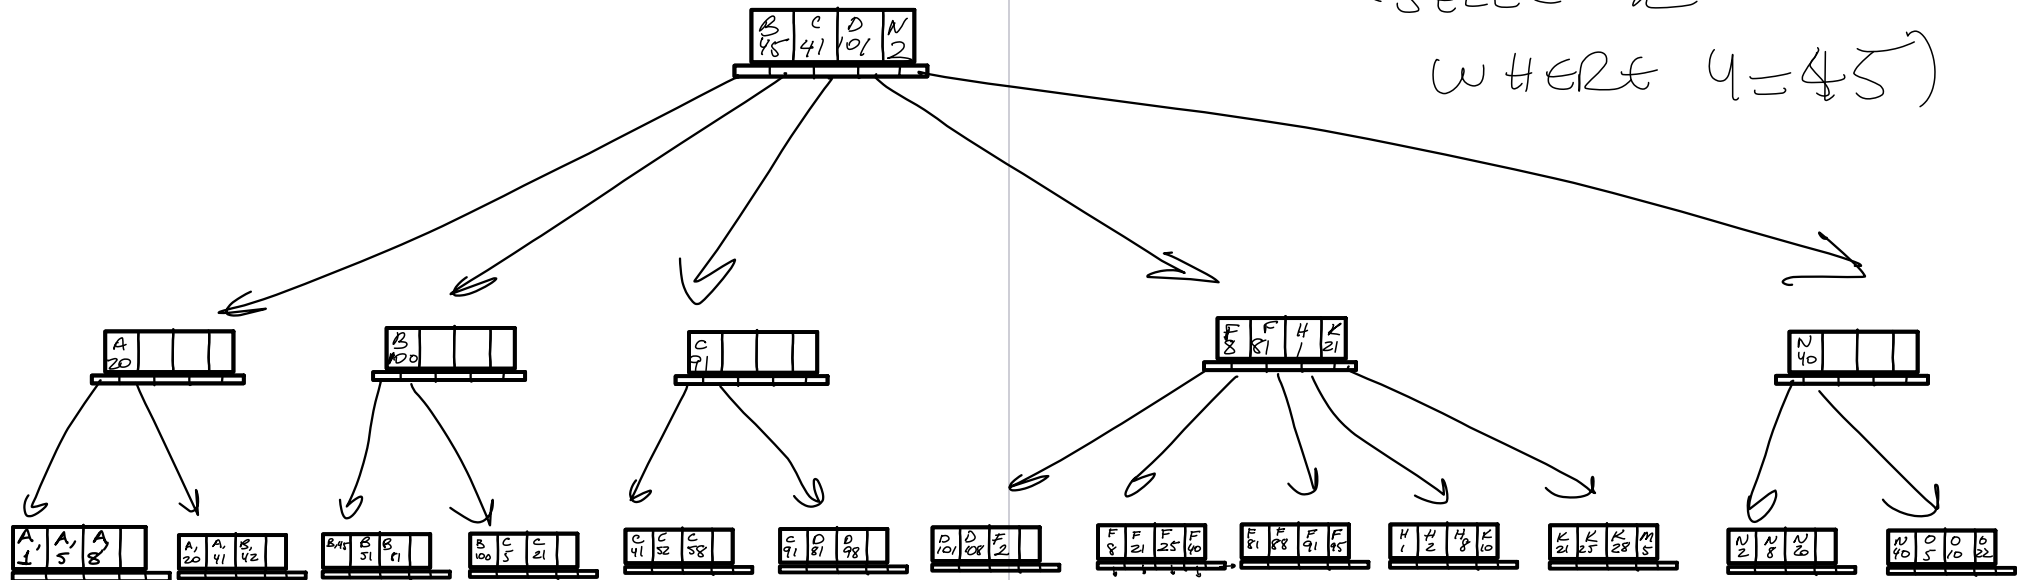 WHERE 4=45)
B 45 C 41 D 101 N 2
A 20
B 100
C 91
F 8 F 81 H 1 K 21
N 40
A, 1 A, 5 A, 8
A, 20 A, 41 B, 42
B,45 B 51 B 81
B 100 C 5 C 21
C 41 C 52 C 58
C 91 D 81 D 98
D 101 D 108 F 2
F 8 F 21 F 25 F 40
F 81 F 88 F 91 F 95
H 1 H 2 H 8 K 10
K 21 K 25 K 28 M 5
N 2 N 8 N 20
N 40 O 5 O 10 O 22